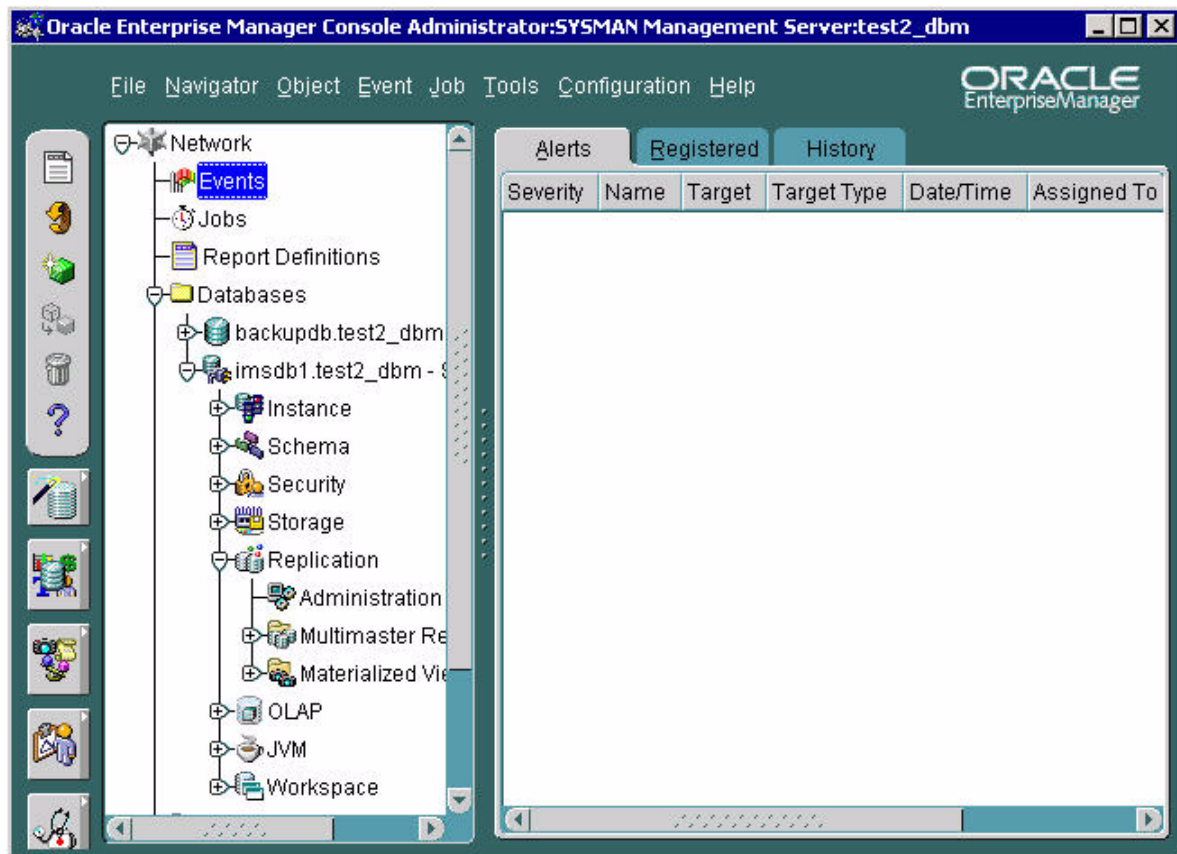 Oracle Enterprise Manager Console Administrator:SYSMAN Management Server:test2_dbm
File Navigator Object Event Job Tools Configuration Help
ORACLE
EnterpriseManager
Network
Events
Jobs
Report Definitions
Databases
backupdb.test2_dbm
imsdb1.test2_dbm -
Instance
Schema
Security
Storage
Replication
Administration
Multimaster Re
Materialized Vie
OLAP
JVM
Workspace
Alerts Registered History
Severity Name Target Target Type Date/Time Assigned To